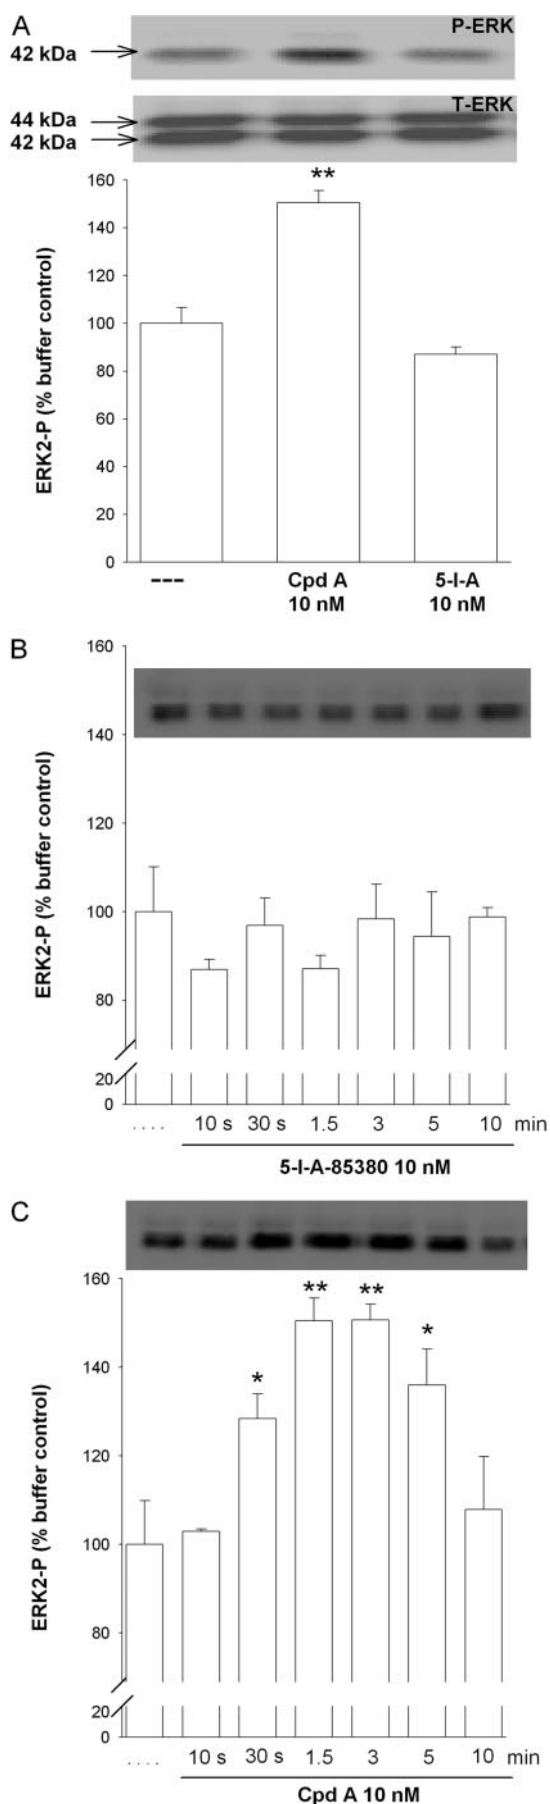 A
P-ERK
42 kDa
T-ERK
44 kDa
42 kDa
ERK2-P (% buffer control)
160
140
120
100
80
60
40
20
0
**
---
Cpd A
10 nM
5-I-A
10 nM
B
ERK2-P (% buffer control)
160
140
120
100
80
20
0
.... 10 s 30 s 1.5 3 5 10 min
5-I-A-85380 10 nM
C
ERK2-P (% buffer control)
160
140
120
100
80
20
0
* ** ** *
.... 10 s 30 s 1.5 3 5 10 min
Cpd A 10 nM